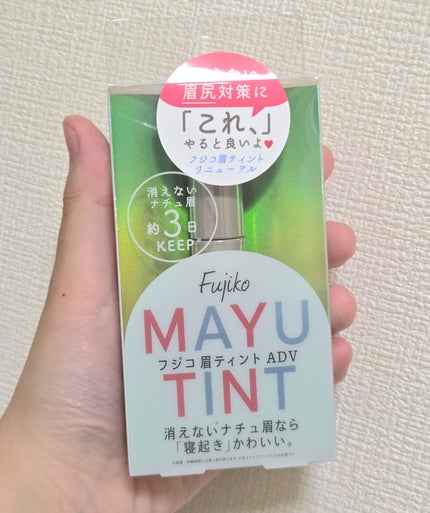 眉尻対策に
「これ、」
やると良いよ♥
フジコ眉ティント
リニューアル
消えない
ナチュ眉
約3日
KEEP
Fujiko
MAYU
フジコ眉ティント ADV
TINT
消えないナチュ眉なら
「寝起き」かわいい。